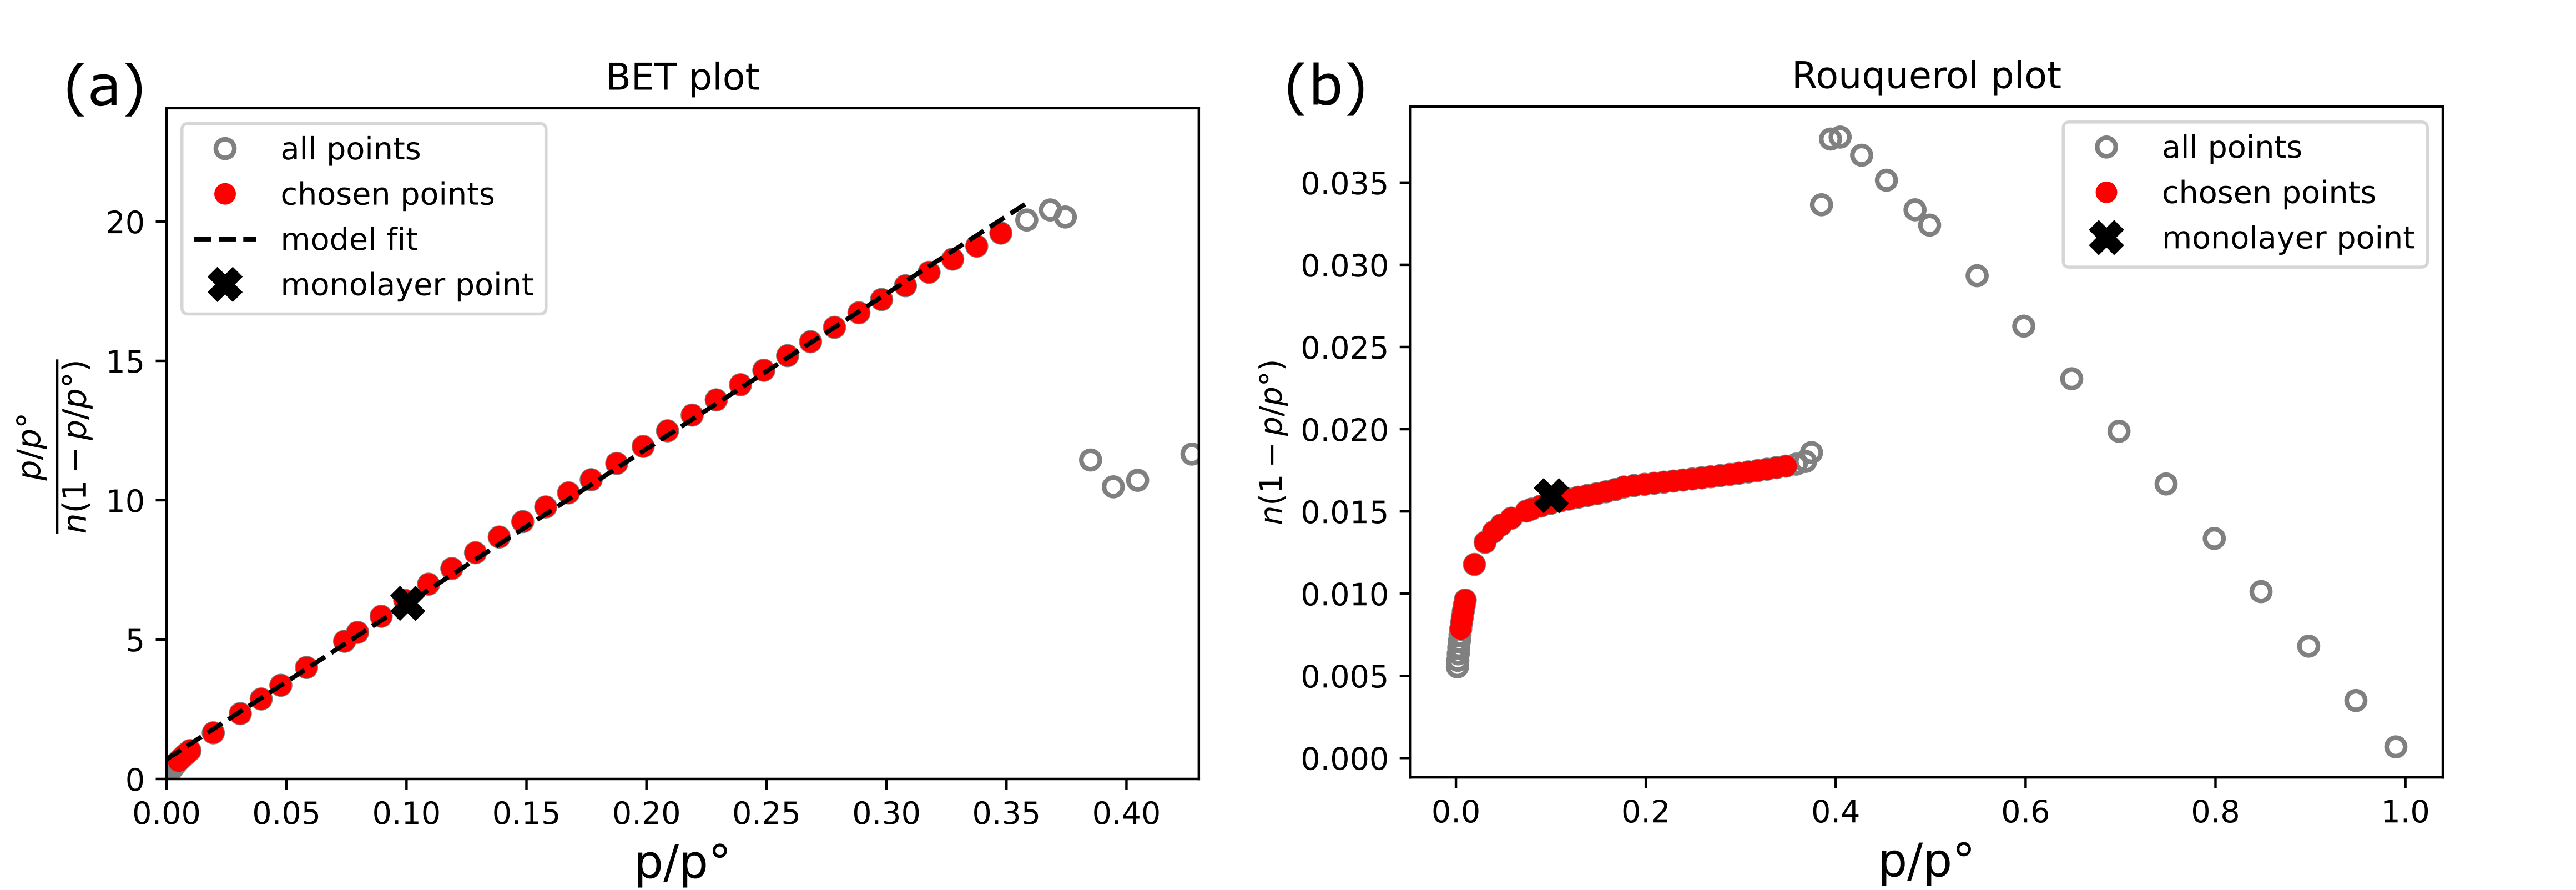 (a)
BET plot
all points
chosen points
model fit
monolayer point
p/p°
n(1 − p/p°)
20
15
10
5
0
0.00 0.05 0.10 0.15 0.20 0.25 0.30 0.35 0.40
p/p°
(b)
Rouquerol plot
all points
chosen points
monolayer point
n(1 − p/p°)
0.035
0.030
0.025
0.020
0.015
0.010
0.005
0.000
0.0 0.2 0.4 0.6 0.8 1.0
p/p°